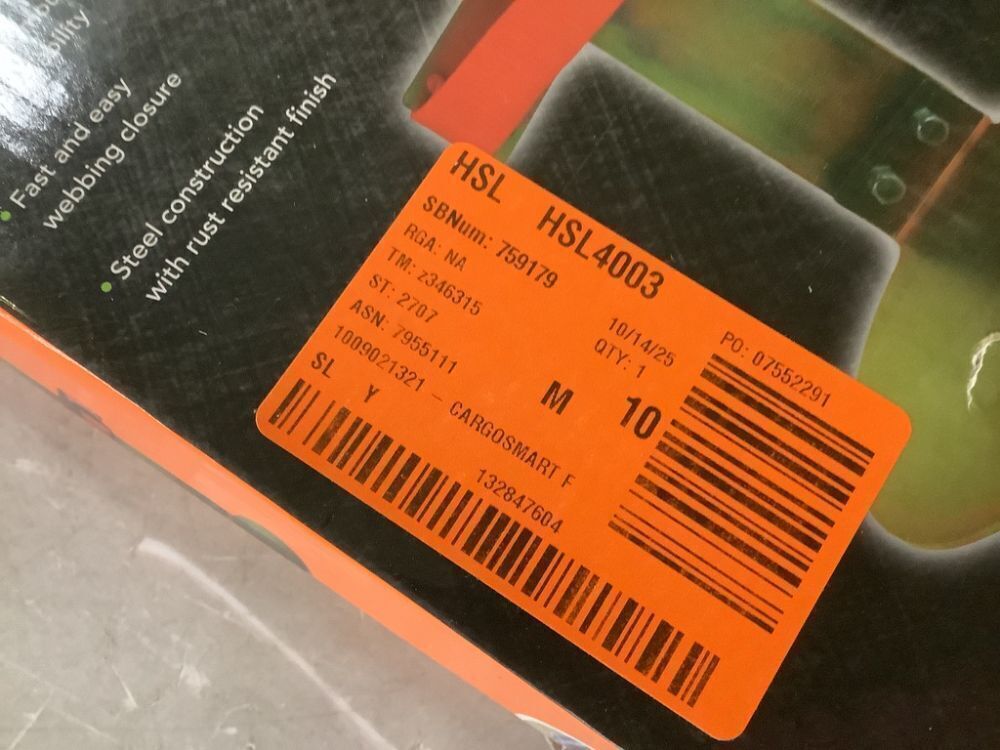 Fast and easy
webbing closure
Steel construction
with rust resistant finish
HSL HSL4003
SBNum: 759179
RGA: NA
TM: z346315
ST: 2707
ASN: 7955111
1009021321 - CARGOSMART F
SL Y
10/14/25
QTY: 1
M 10
PO: 07552291
132847604